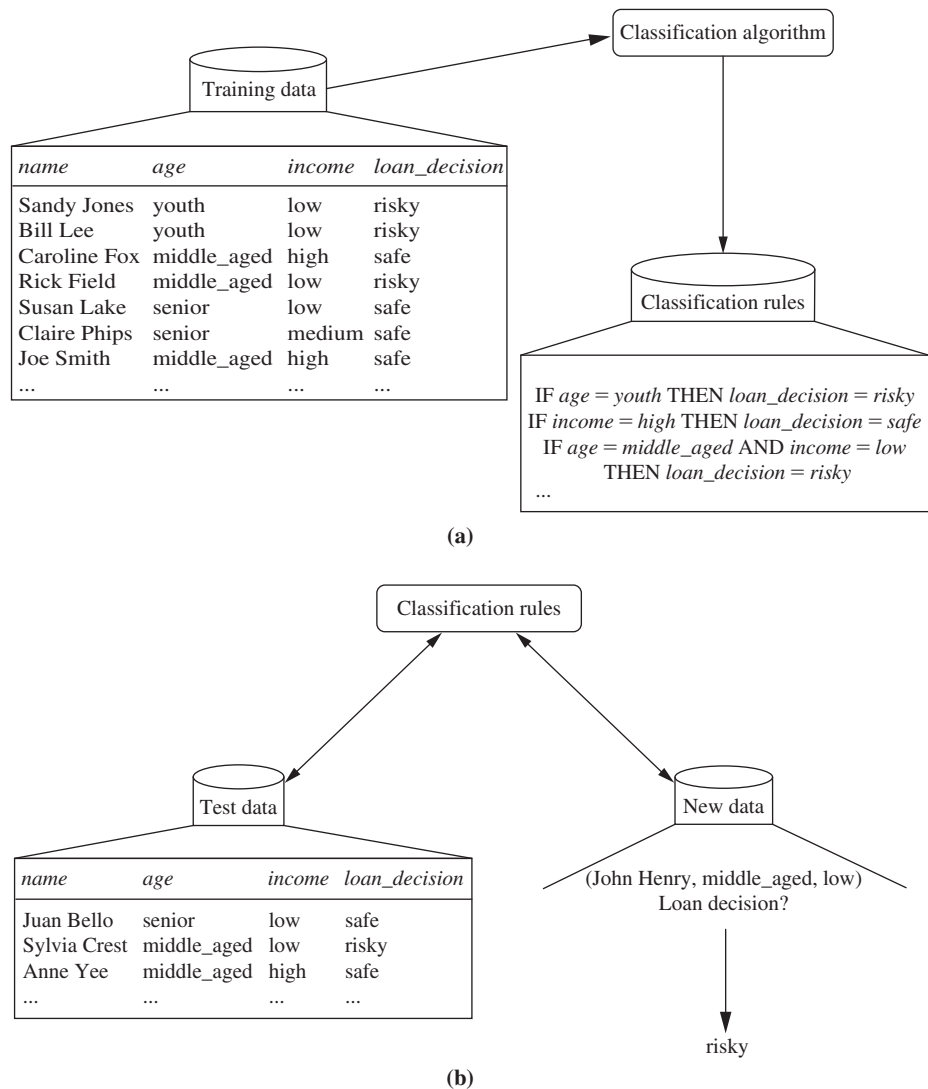 Classification algorithm
Training data
name age income loan_decision
Sandy Jones youth low risky
Bill Lee youth low risky
Caroline Fox middle_aged high safe
Rick Field middle_aged low risky
Susan Lake senior low safe
Claire Phips senior medium safe
Joe Smith middle_aged high safe
... ... ... ...
Classification rules
IF age = youth THEN loan_decision = risky
IF income = high THEN loan_decision = safe
IF age = middle_aged AND income = low
THEN loan_decision = risky
...
(a)
Classification rules
Test data
name age income loan_decision
Juan Bello senior low safe
Sylvia Crest middle_aged low risky
Anne Yee middle_aged high safe
... ... ... ...
New data
(John Henry, middle_aged, low)
Loan decision?
risky
(b)